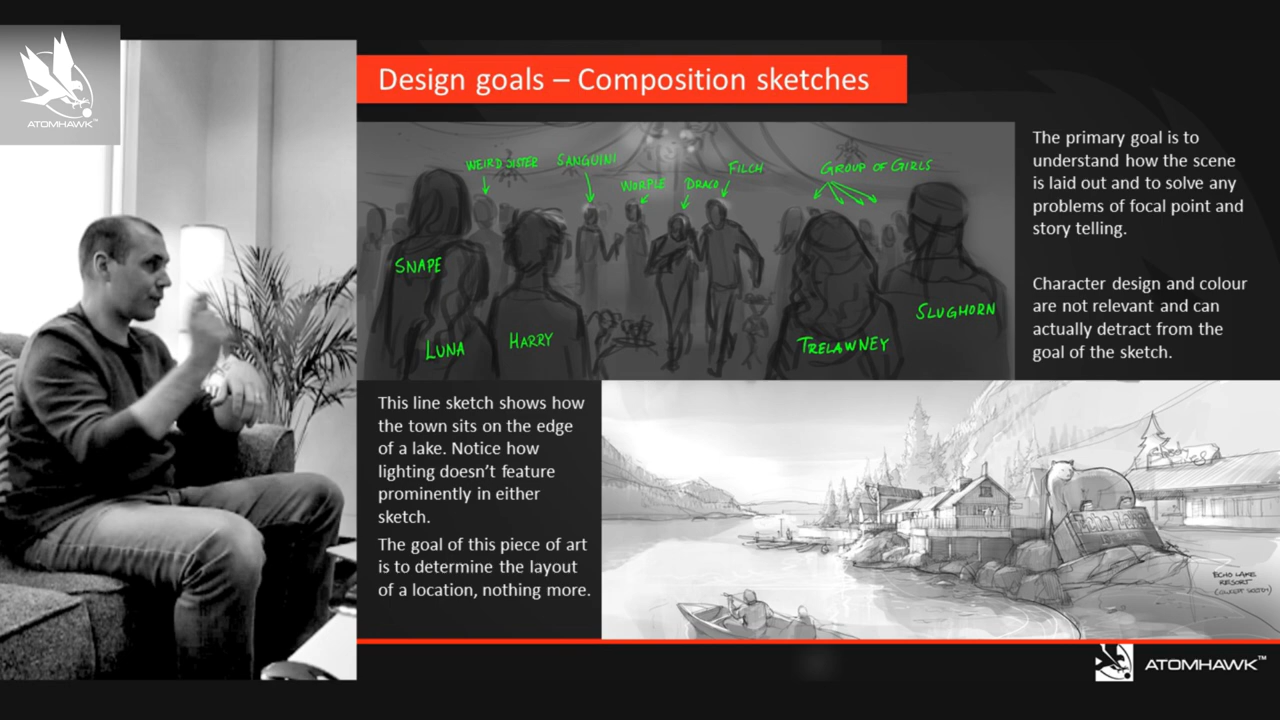 ATOMHAWK™
Design goals – Composition sketches
WEIRD SISTER
SANGUINI
WORPLE
DRACO
FILCH
GROUP OF GIRLS
SNAPE
LUNA
HARRY
TRELAWNEY
SLUGHORN
The primary goal is to
understand how the scene
is laid out and to solve any
problems of focal point and
story telling.
Character design and colour
are not relevant and can
actually detract from the
goal of the sketch.
This line sketch shows how
the town sits on the edge
of a lake. Notice how
lighting doesn’t feature
prominently in either
sketch.
The goal of this piece of art
is to determine the layout
of a location, nothing more.
ECHO LAKE
RESORT
ATOMHAWK™